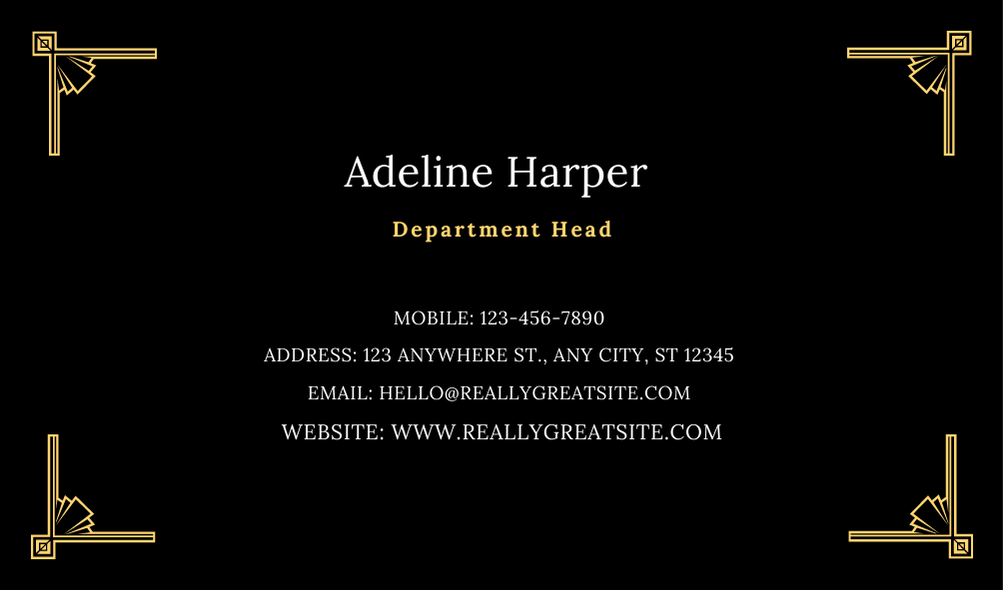 Adeline Harper
Department Head
MOBILE: 123-456-7890
ADDRESS: 123 ANYWHERE ST., ANY CITY, ST 12345
EMAIL: HELLO@REALLYGREATSITE.COM
WEBSITE: WWW.REALLYGREATSITE.COM